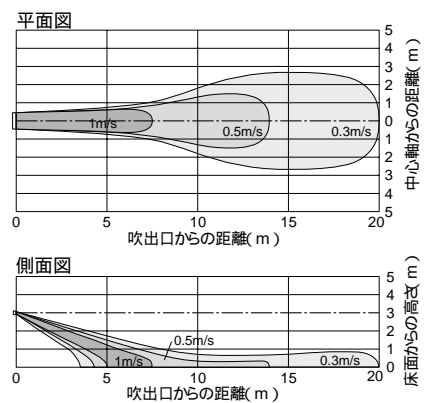 平面図
5
4
3
2
1
0
1
2
3
4
5
中心軸からの距離(m)
1m/s
0.5m/s
0.3m/s
0 5 10 15 20
吹出口からの距離(m)
側面図
5
4
3
2
1
0
床面からの高さ(m)
0.5m/s
1m/s
0.3m/s
0 5 10 15 20
吹出口からの距離(m)